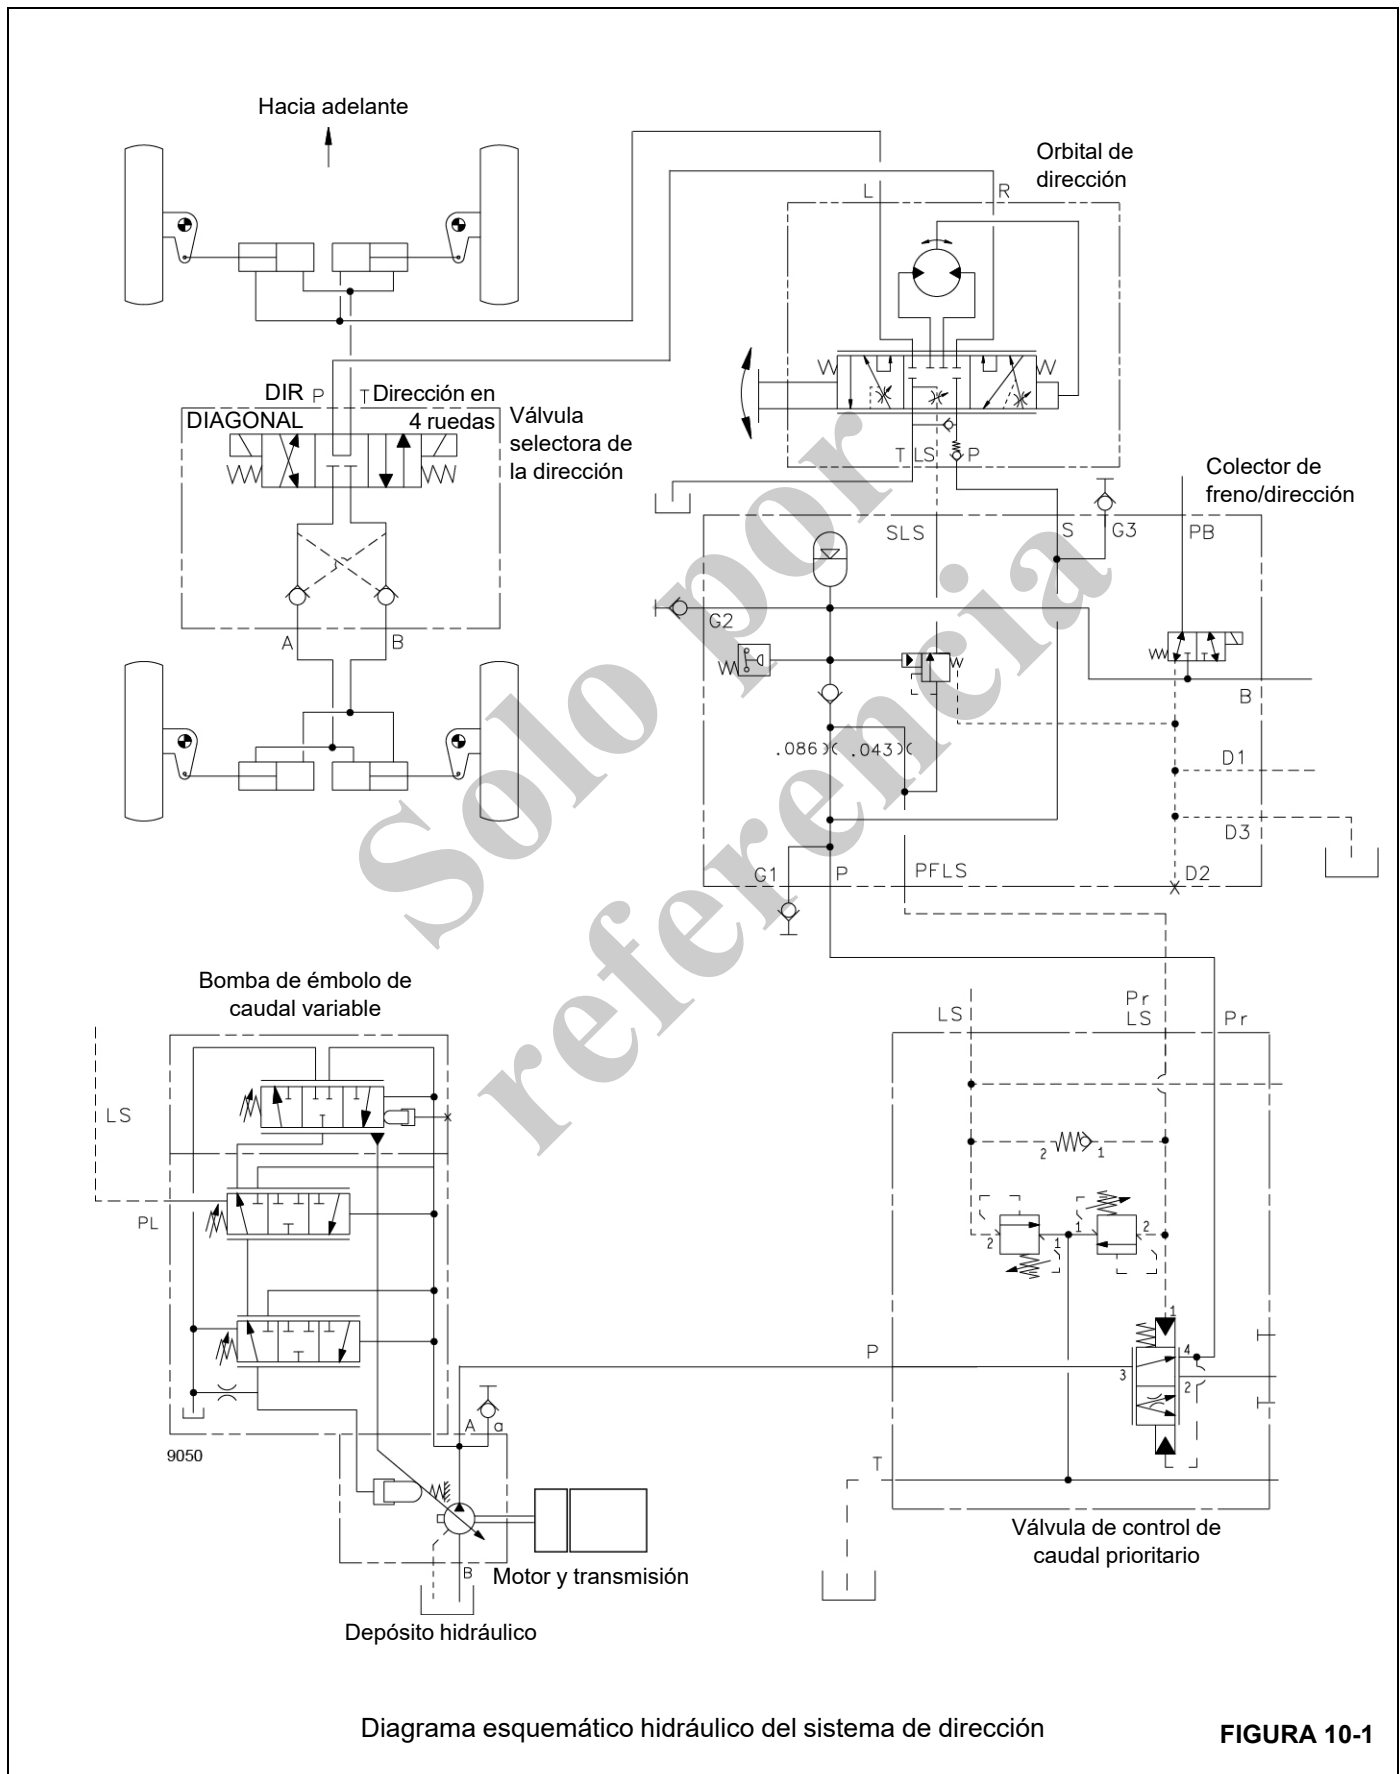 Hacia adelante
Orbital de
dirección
L
R
DIR P T Dirección en
DIAGONAL 4 ruedas
Válvula
selectora de
la dirección
T LS P
Colector de
freno/dirección
SLS
S
G3
PB
G2
A
B
B
.086 .043
D1
D3
G1
P
PFLS
D2
Solo por
referencia
Bomba de émbolo de
caudal variable
LS
Pr
LS
Pr
LS
PL
2
1
2
1
1
2
1
P
3
4
2
A
a
9050
T
B
Motor y transmisión
Válvula de control de
caudal prioritario
Depósito hidráulico
Diagrama esquemático hidráulico del sistema de dirección
FIGURA 10-1